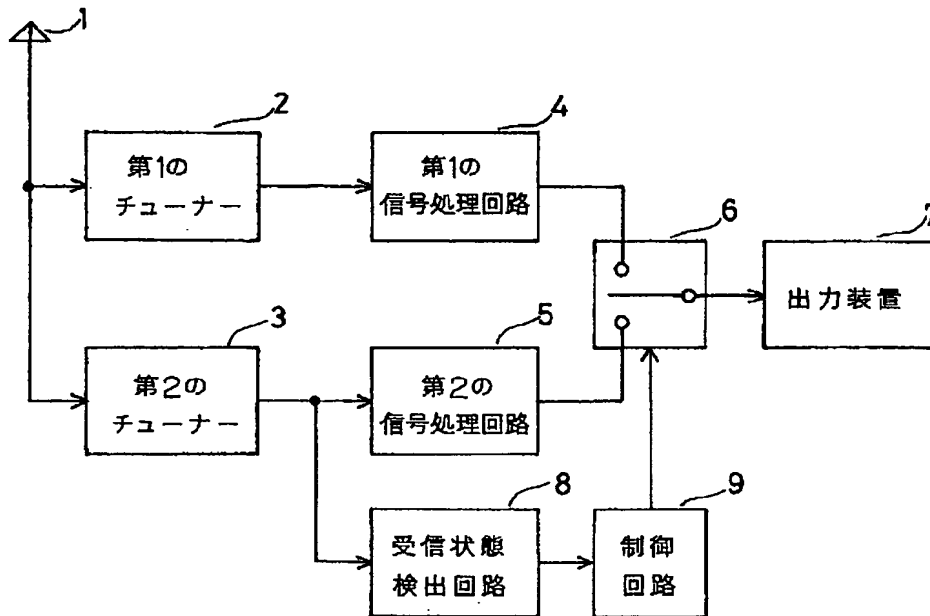 1
2
第1の
チューナー
4
第1の
信号処理回路
6
7
出力装置
3
第2の
チューナー
5
第2の
信号処理回路
8
受信状態
検出回路
9
制御
回路